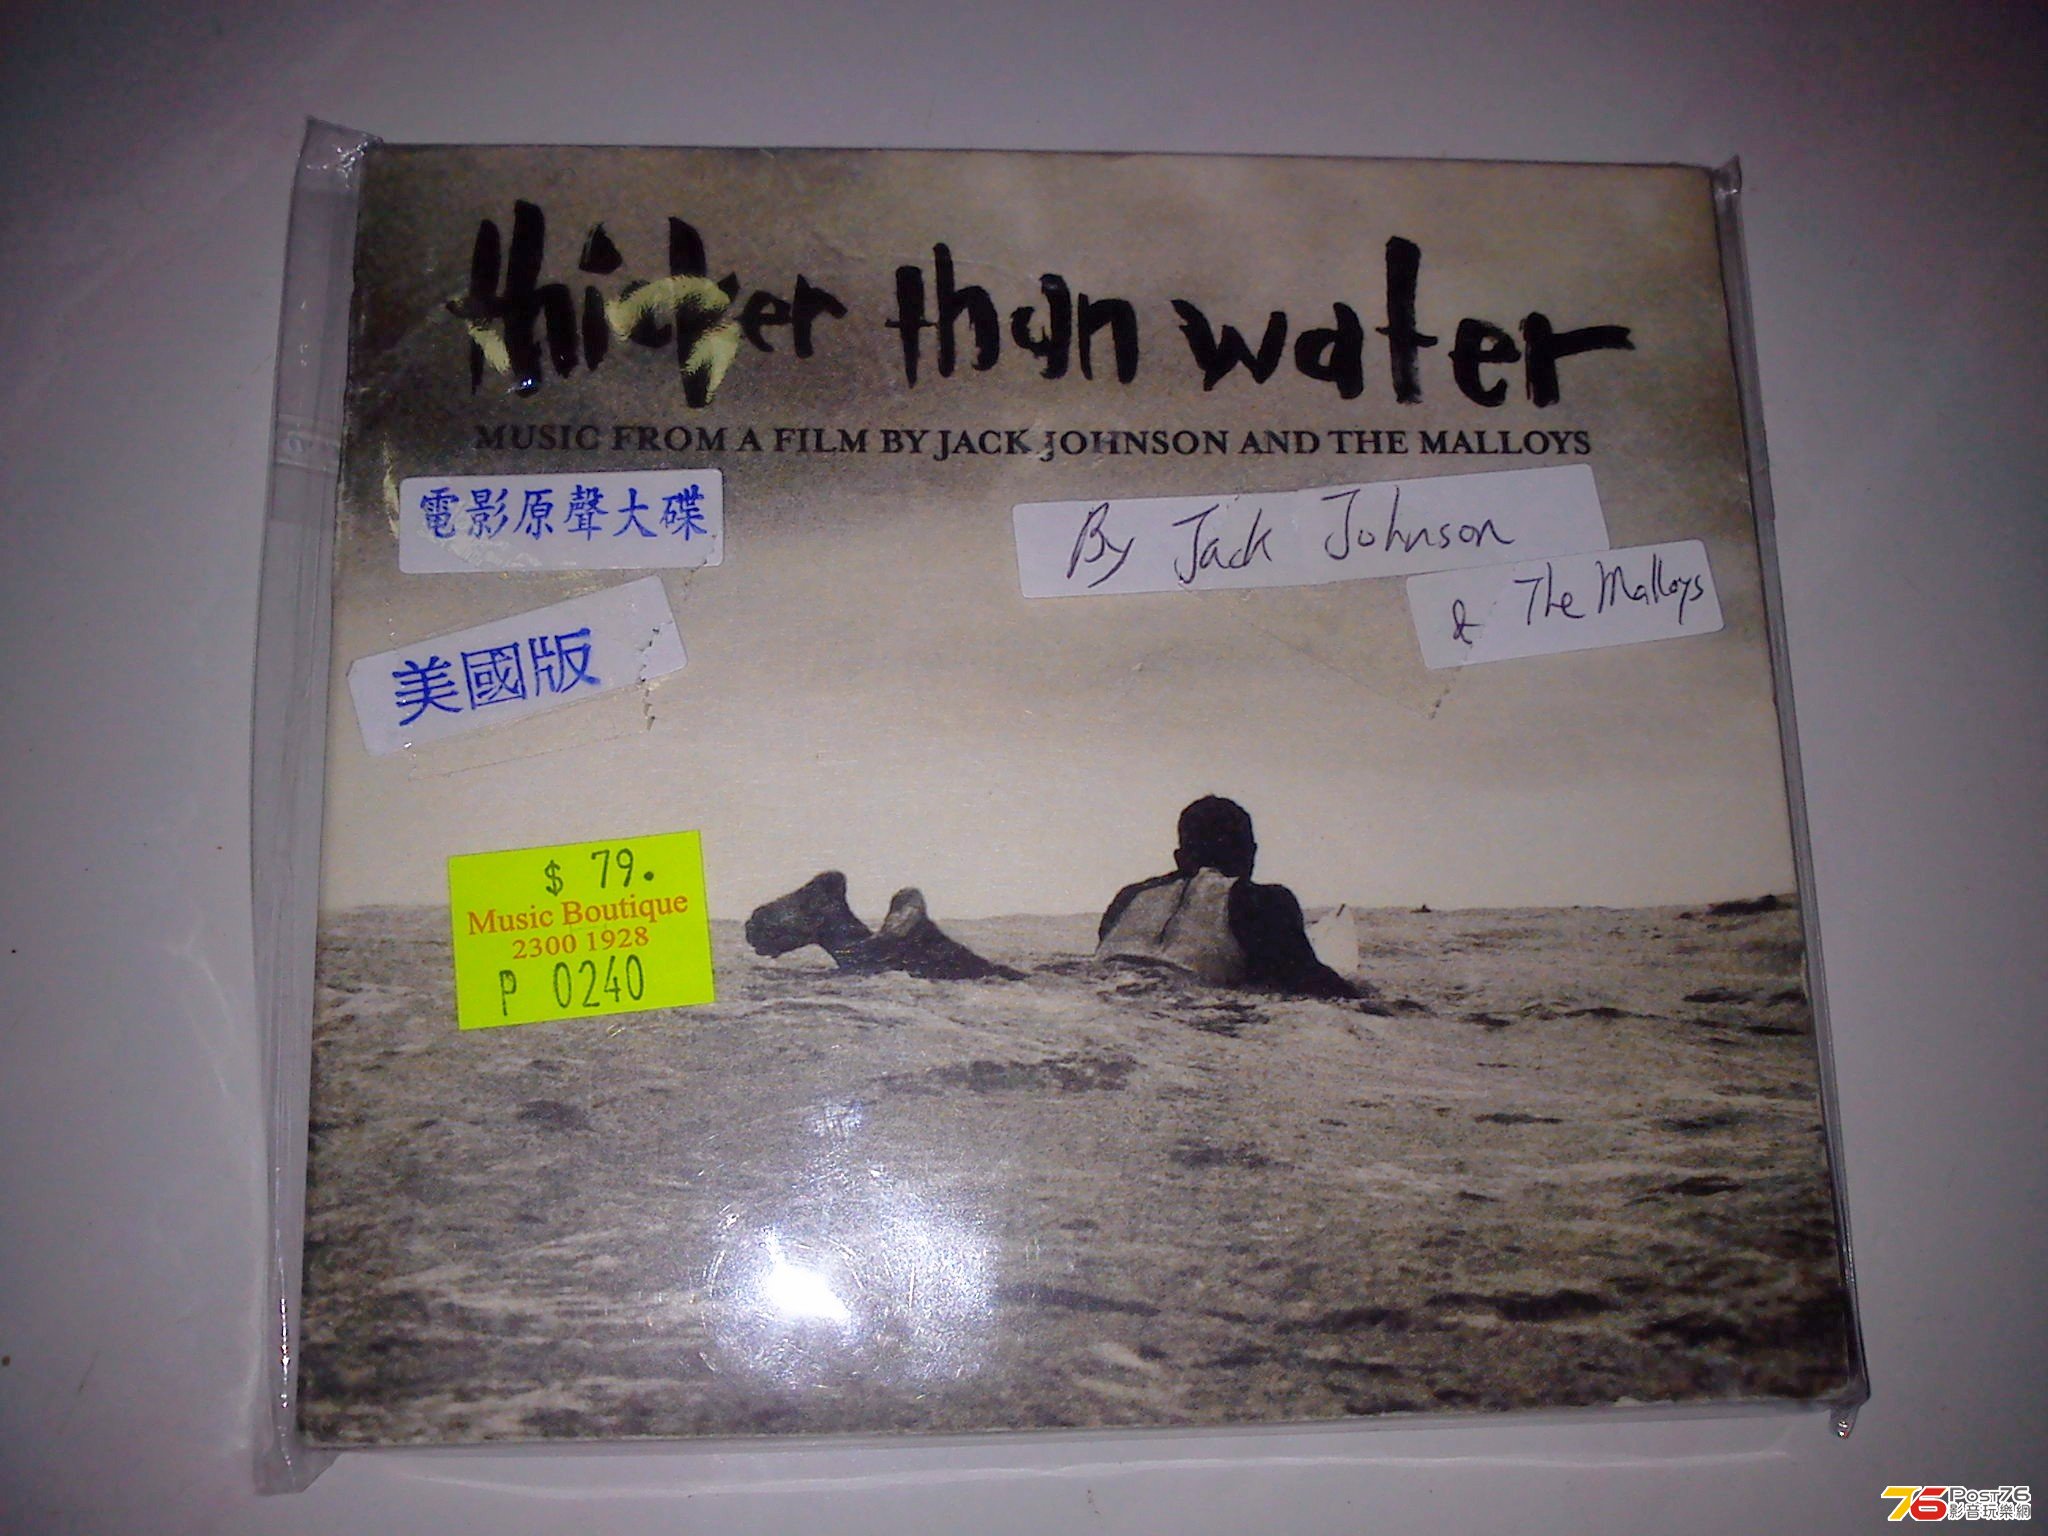 thicker than water
MUSIC FROM A FILM BY JACK JOHNSON AND THE MALLOYS
電影原聲大碟
By Jack Johnson
& The Malloys
美國版
$ 79.
Music Boutique
2300 1928
P 0240
76 Post76
影音玩樂網